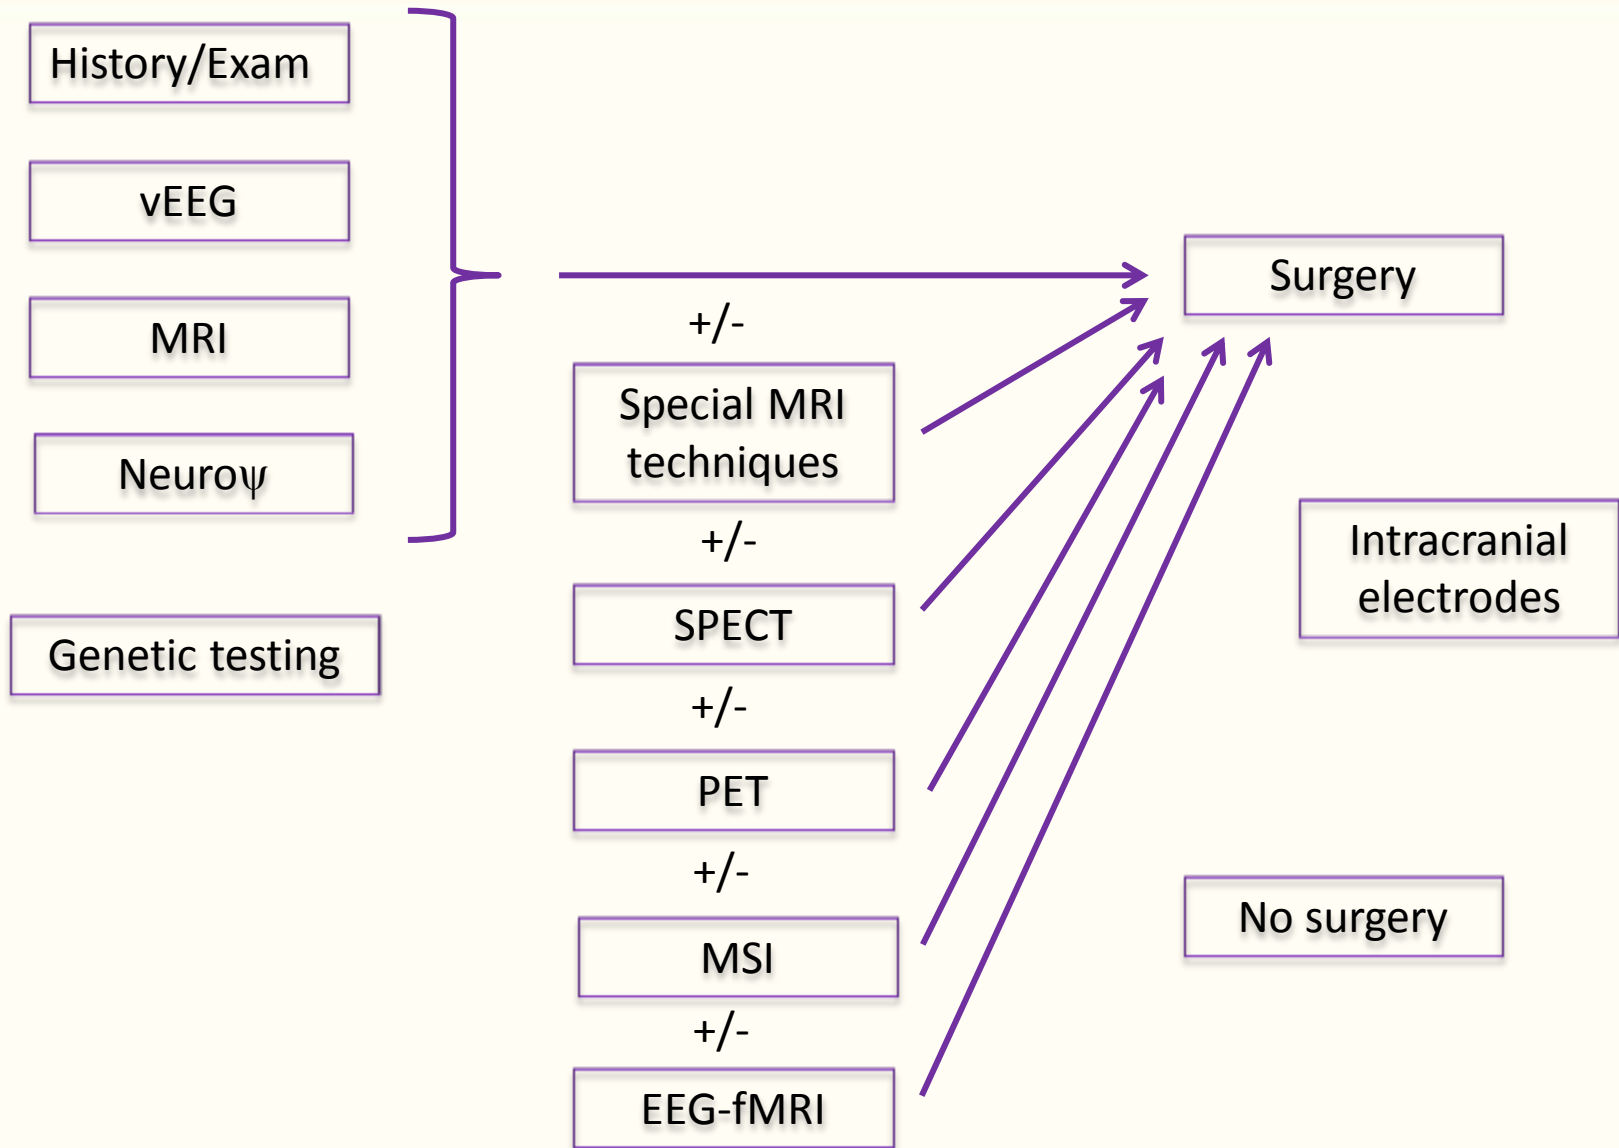 History/Exam
vEEG
MRI
Neuroψ
Genetic testing
+/-
Special MRI
techniques
+/-
SPECT
+/-
PET
+/-
MSI
+/-
EEG-fMRI
Surgery
Intracranial
electrodes
No surgery